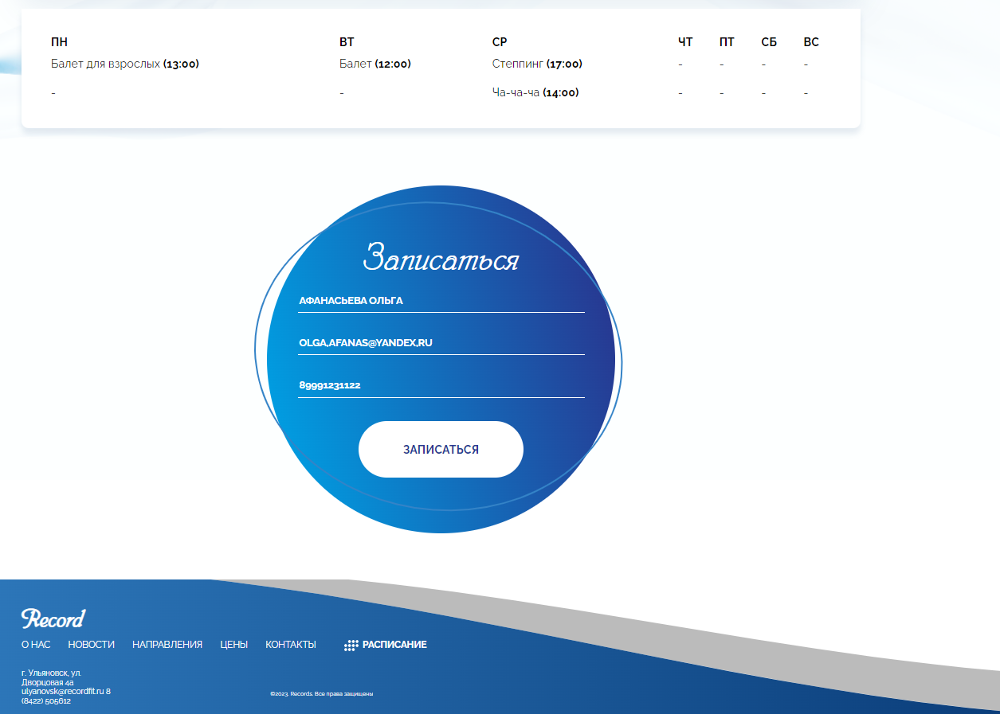 ПН ВТ СР ЧТ ПТ СБ ВС
Балет для взрослых (13:00) Балет (12:00) Степпинг (17:00) - - - -
- - Ча-ча-ча (14:00) - - - -
Записаться
АФАНАСЬЕВА ОЛЬГА
OLGA,AFANAS@YANDEX,RU
89991231122
ЗАПИСАТЬСЯ
Record
О НАС НОВОСТИ НАПРАВЛЕНИЯ ЦЕНЫ КОНТАКТЫ РАСПИСАНИЕ
г. Ульяновск, ул.
Дворцовая 4а
ulyanovsk@recordfit.ru 8
(8422) 505612
©2023. Records. Все права защищены